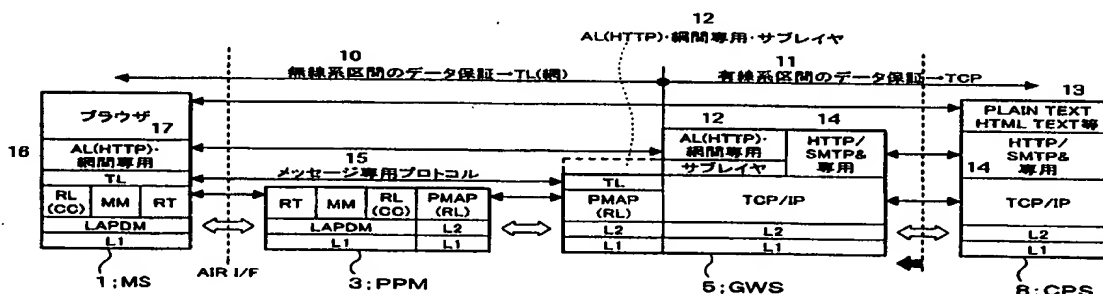 12
AL(HTTP)・網間専用・サブレイヤ
10
無線系区間のデータ保証→TL(網)
11
有線系区間のデータ保証→TCP
16
ブラウザ
17
AL(HTTP)・
網間専用
TL
RL
(CC)
MM
RT
LAPDM
L1
1;MS
AIR I/F
15
メッセージ専用プロトコル
RT
MM
RL
(CC)
PMAP
(RL)
LAPDM
L2
L1
L1
3;PPM
12
14
AL(HTTP)・網間専用
サブレイヤ
HTTP/
SMTP&
専用
TL
PMAP
(RL)
TCP/IP
L2
L2
L1
L1
5;GWS
13
PLAIN TEXT
HTML TEXT等
HTTP/
SMTP&
専用
14
TCP/IP
L2
L1
8;CPS